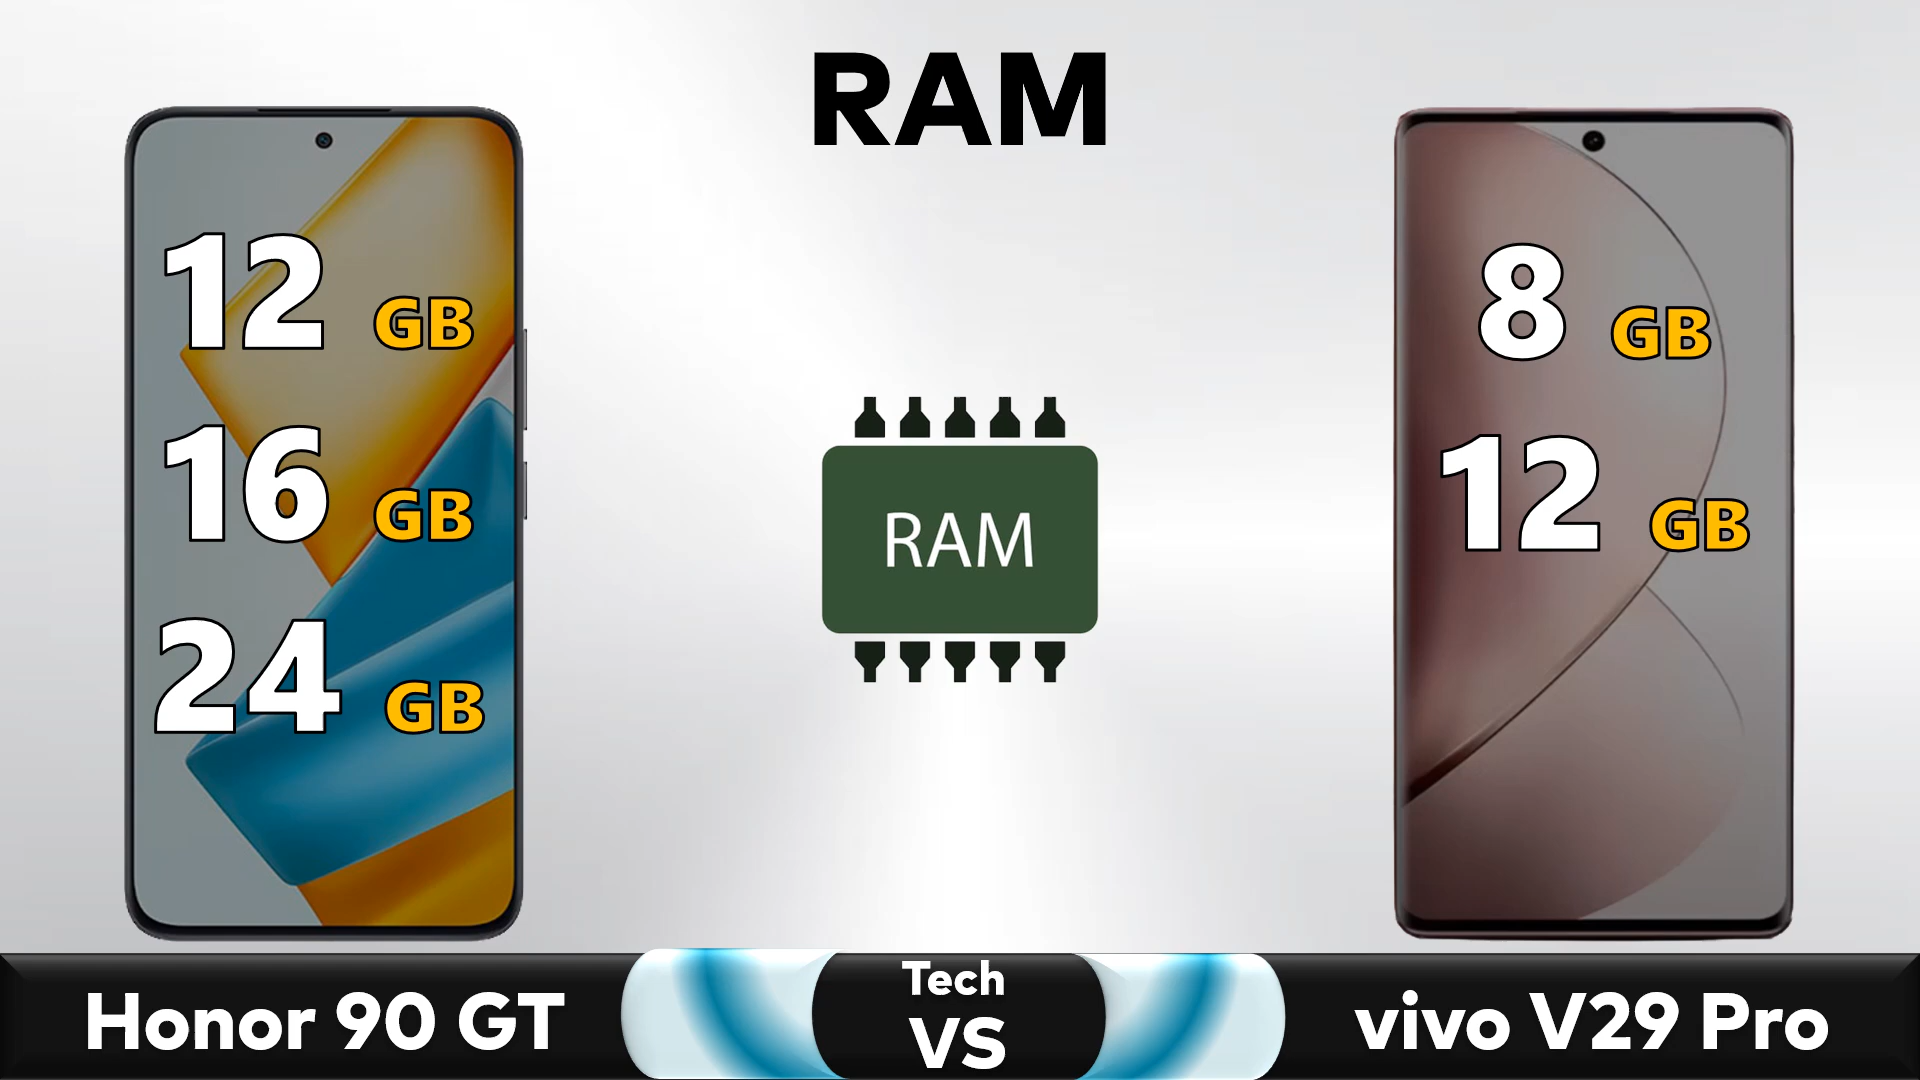 RAM
12 GB
16 GB
24 GB
RAM
8 GB
12 GB
Honor 90 GT
Tech
VS
vivo V29 Pro